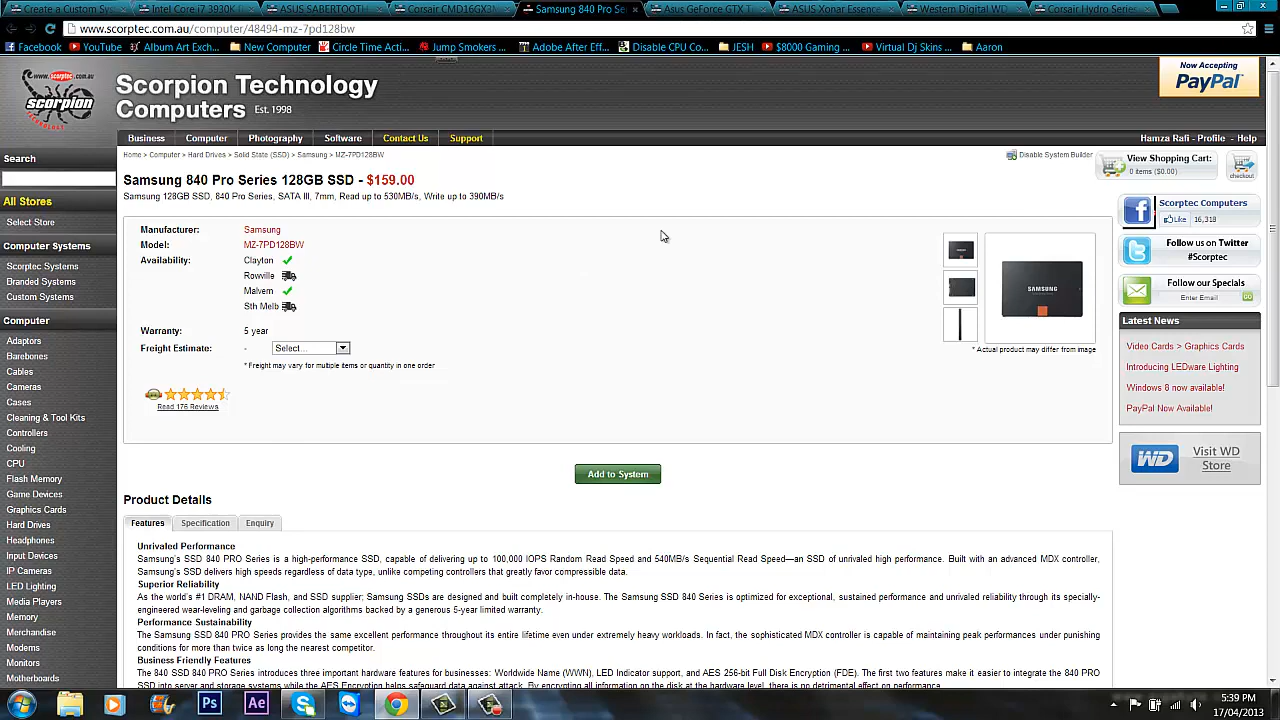 Create a Custom Sys
Intel Core i7 3930K
ASUS SABERTOOTH
Corsair CMD16GX3M
Samsung 840 Pro Se
Asus GeForce GTX T
ASUS Xonar Essence
Western Digital WD
Corsair Hydro Series
www.scorptec.com.au/computer/48494-mz-7pd128bw
Facebook
YouTube
Album Art Exch...
New Computer
Circle Time Acti...
Jump Smokers ...
Adobe After Eff...
Disable CPU Co...
JESH
$8000 Gaming ...
Virtual Dj Skins ...
Aaron
www.scorptec.com.au
scorpion
TECHNOLOGY
Scorpion Technology
Computers Est. 1998
Now Accepting
PayPal
Business
Computer
Photography
Software
Contact Us
Support
Hamza Rafi - Profile - Help
Search
Home > Computer > Hard Drives > Solid State (SSD) > Samsung > MZ-7PD128BW
Disable System Builder
View Shopping Cart:
0 items ($0.00)
checkout
Samsung 840 Pro Series 128GB SSD - $159.00
Samsung 128GB SSD, 840 Pro Series, SATA III, 7mm, Read up to 530MB/s, Write up to 390MB/s
All Stores
Select Store
Computer Systems
Scorptec Systems
Branded Systems
Custom Systems
Computer
Adaptors
Barebones
Cables
Cameras
Cases
Cleaning & Tool Kits
Controllers
Cooling
CPU
Flash Memory
Game Devices
Graphics Cards
Hard Drives
Headphones
Input Devices
IP Cameras
LED Lighting
Media Players
Memory
Merchandise
Modems
Monitors
Motherboards
Manufacturer: Samsung
Model: MZ-7PD128BW
Availability: Clayton
Rowville
Malvern
Sth Melb
Warranty: 5 year
Freight Estimate: - Select...
* Freight may vary for multiple items or quantity in one order
Read 176 Reviews
SAMSUNG
* Actual product may differ from image
Add to System
Scorptec Computers
Like 16,318
Follow us on Twitter
#Scorptec
Follow our Specials
Enter Email
GO
Latest News
Video Cards > Graphics Cards
Introducing LEDware Lighting
Windows 8 now available!
PayPal Now Available!
WD
Visit WD
Store
Product Details
Features
Specification
Enquiry
Unrivaled Performance
Samsung's SSD 840 PRO Series is a high-performance SSD, capable of delivering up to 100,000 IOPS Random Read Speed and 540MB/s Sequential Read Speed—an SSD of unrivaled high performance. Built with an advanced MDX controller,
Samsung's SSD delivers high speeds regardless of data type, unlike competing controllers that greatly favor compressible data.
Superior Reliability
As the world's #1 DRAM, NAND Flash, and SSD supplier, Samsung SSDs are designed and built completely in-house. The Samsung SSD 840 Series is optimized for exceptional, sustained performance and unrivaled reliability through its specially-
engineered wear-leveling and garbage collection algorithms backed by a generous 5-year limited warranty.
Performance Sustainability
The Samsung SSD 840 PRO Series provides the same excellent performance throughout its entire lifetime even under extremely heavy workloads. In fact, the sophisticated MDX controller is capable of maintaining peak performances under punishing
conditions for more than twice as long the nearest competitor.
Business Friendly Features
The 840 SSD 840 PRO Series introduces three important new hardware features for businesses: Worldwide Name (WWN), LED Indicator support, and AES 256-bit Full Disk Encryption (FDE). The first two features make it easier to integrate the 840 PRO
Ps
Ae
5:39 PM
17/04/2013